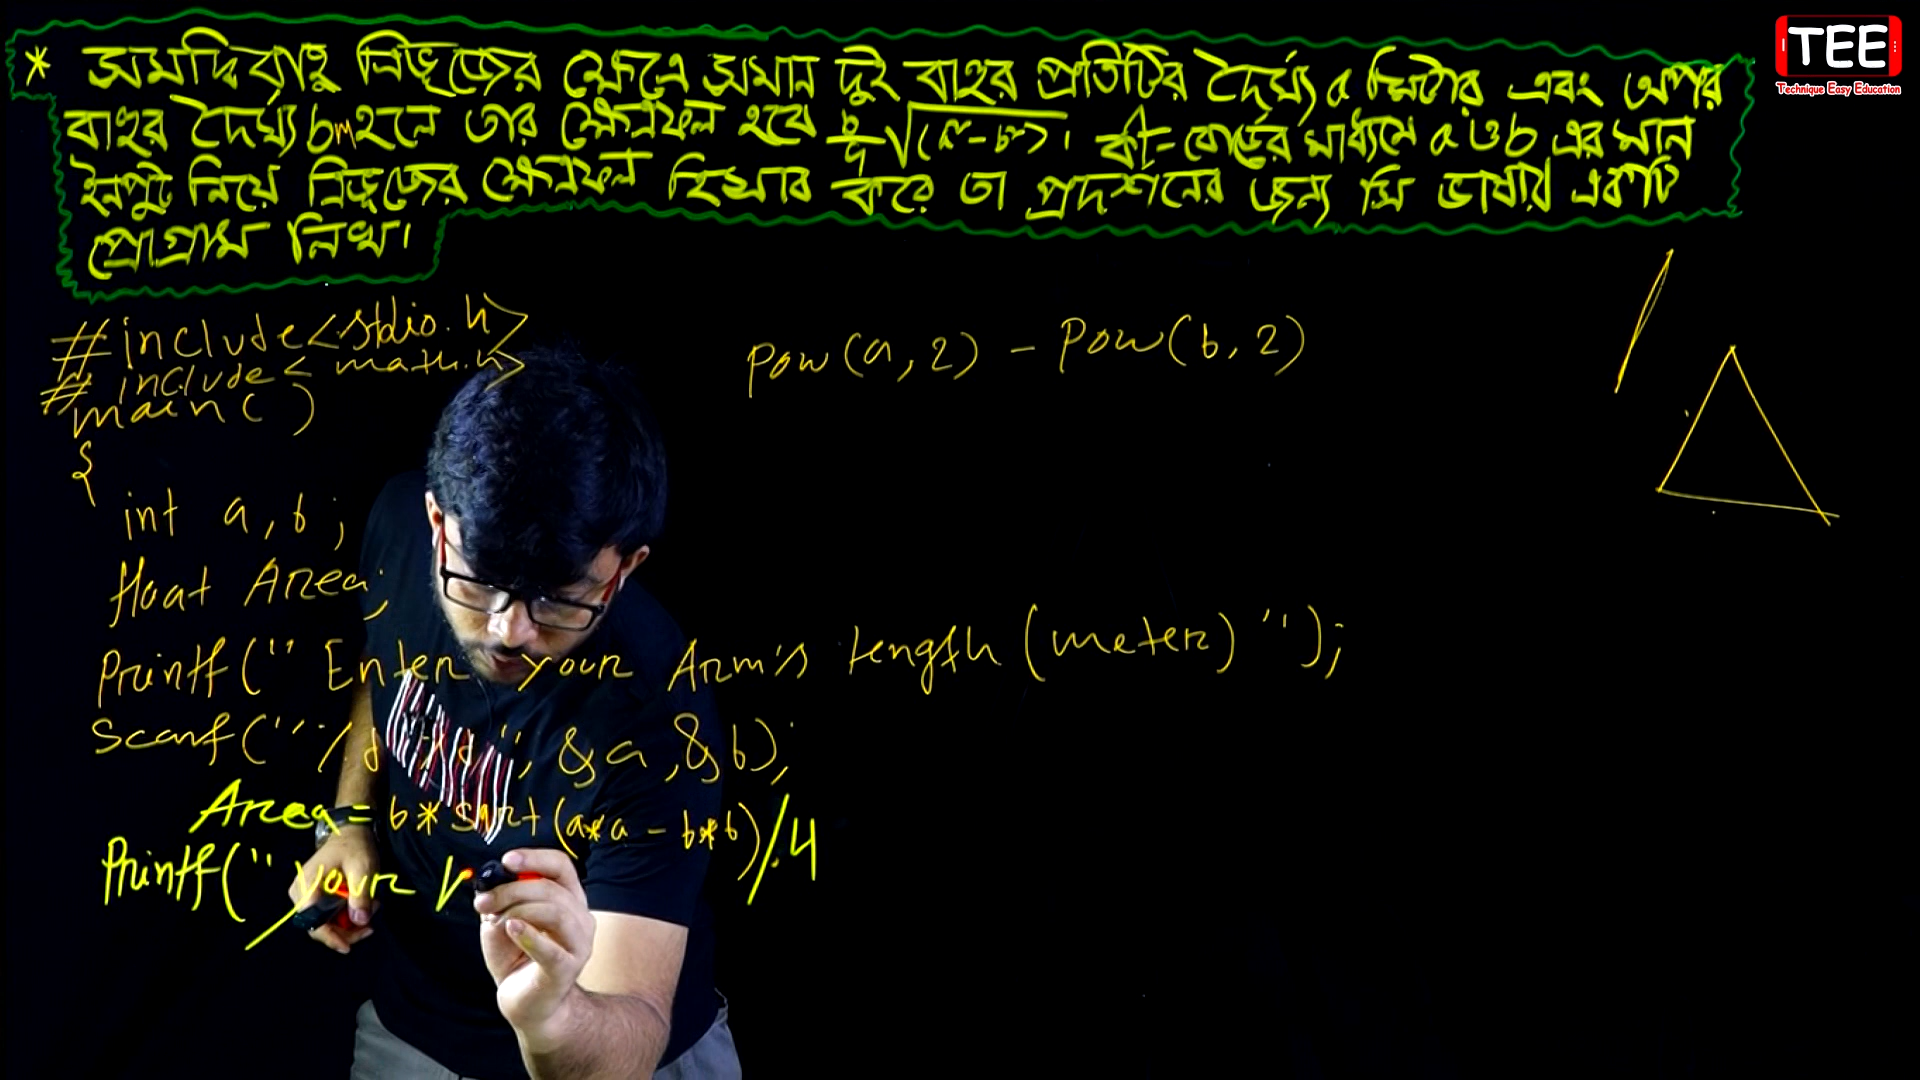 * সমদ্বিবাহু ত্রিভূজের ক্ষেত্রে সমান দুই বাহুর প্রতিটির দৈর্ঘ্য a মিটার এবং অপর
বাহুর দৈর্ঘ্য b m হলে তার ক্ষেত্রফল হবে b/4 √(a²-b²)। কী-বোর্ডের মাধ্যমে a ও b এর মান
ইনপুট নিয়ে ত্রিভূজের ক্ষেত্রফল হিসাব করে তা প্রদর্শনের জন্য সি ভাষায় একটি
প্রোগ্রাম লিখ।
TEE
Technique Easy Education
#include<stdio.h>
#include<math.h>
main()
{
pow(a,2) - Pow(b,2)
int a,b;
float Area;
Printf(" Enter your Arm's Length (meter) ");
Scanf("%d %d", &a,&b);
Area = b*sqrt(a*a - b*b)/4
Printf(" your